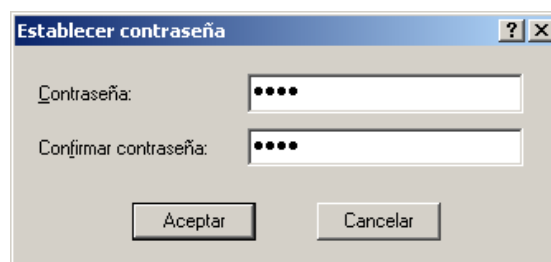 Establecer contraseña
Contraseña: ••••
Confirmar contraseña: ••••
Aceptar Cancelar